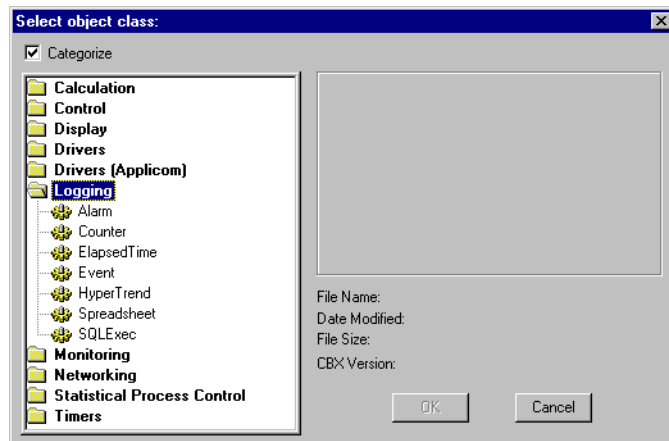 Select object class:
Categorize
Calculation
Control
Display
Drivers
Drivers (Applicom)
Logging
Alarm
Counter
ElapsedTime
Event
HyperTrend
Spreadsheet
SQLExec
Monitoring
Networking
Statistical Process Control
Timers
File Name:
Date Modified:
File Size:
CBX Version:
OK
Cancel